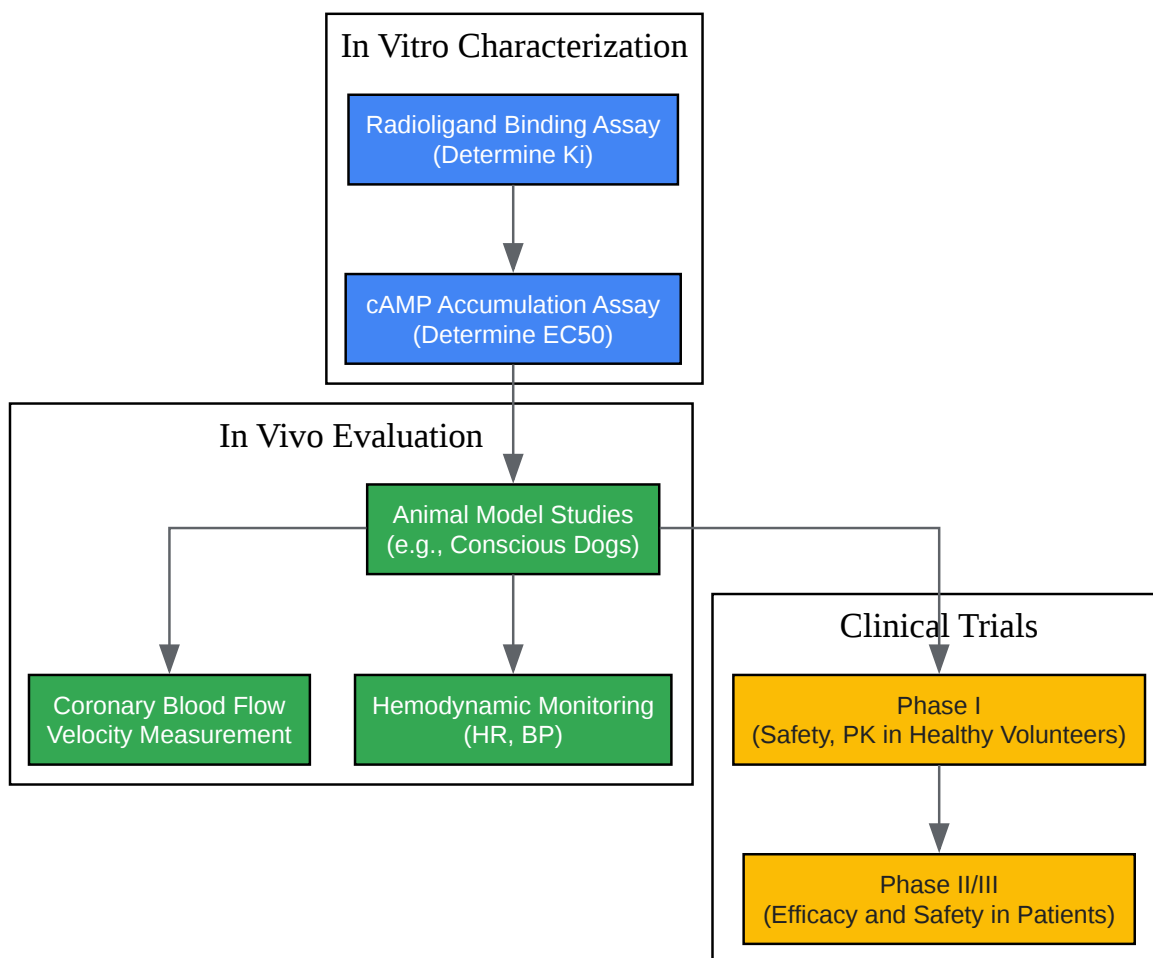 In Vitro Characterization
Radioligand Binding Assay
(Determine Ki)
cAMP Accumulation Assay
(Determine EC50)
In Vivo Evaluation
Animal Model Studies
(e.g., Conscious Dogs)
Coronary Blood Flow
Velocity Measurement
Hemodynamic Monitoring
(HR, BP)
Clinical Trials
Phase I
(Safety, PK in Healthy Volunteers)
Phase II/III
(Efficacy and Safety in Patients)